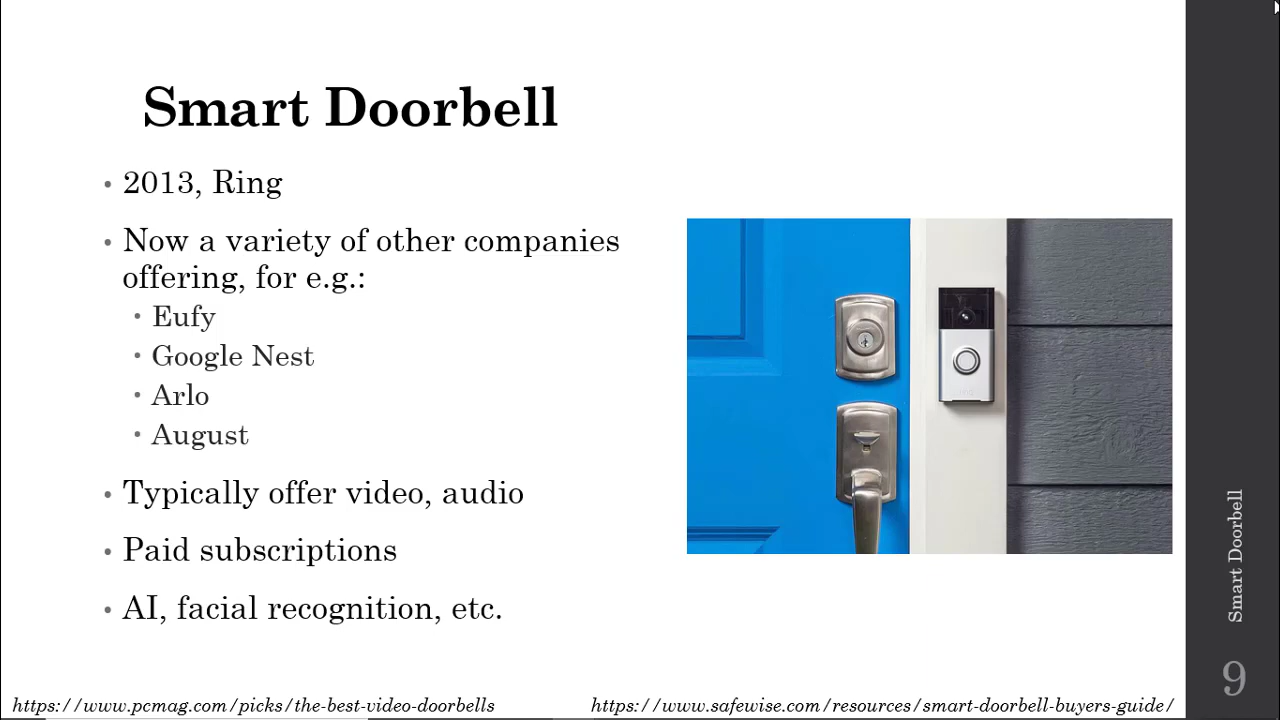 Smart Doorbell
• 2013, Ring
• Now a variety of other companies
offering, for e.g.:
• Eufy
• Google Nest
• Arlo
• August
• Typically offer video, audio
• Paid subscriptions
• AI, facial recognition, etc.
https://www.pcmag.com/picks/the-best-video-doorbells
https://www.safewise.com/resources/smart-doorbell-buyers-guide/
Smart Doorbell
9